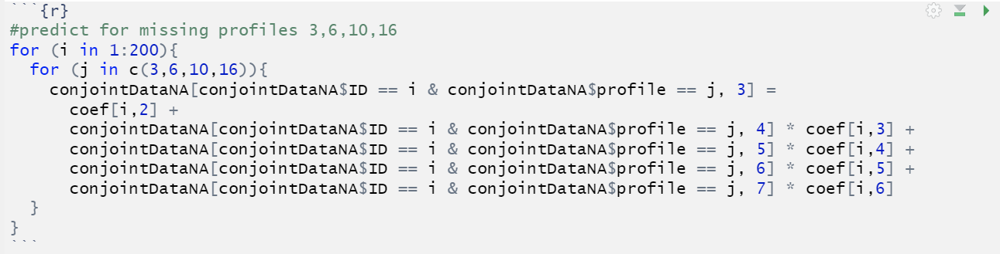 ```{r}
#predict for missing profiles 3,6,10,16
for (i in 1:200){
  for (j in c(3,6,10,16)){
    conjointDataNA[conjointDataNA$ID == i & conjointDataNA$profile == j, 3] =
      coef[i,2] +
      conjointDataNA[conjointDataNA$ID == i & conjointDataNA$profile == j, 4] * coef[i,3] +
      conjointDataNA[conjointDataNA$ID == i & conjointDataNA$profile == j, 5] * coef[i,4] +
      conjointDataNA[conjointDataNA$ID == i & conjointDataNA$profile == j, 6] * coef[i,5] +
      conjointDataNA[conjointDataNA$ID == i & conjointDataNA$profile == j, 7] * coef[i,6]
  }
}
```